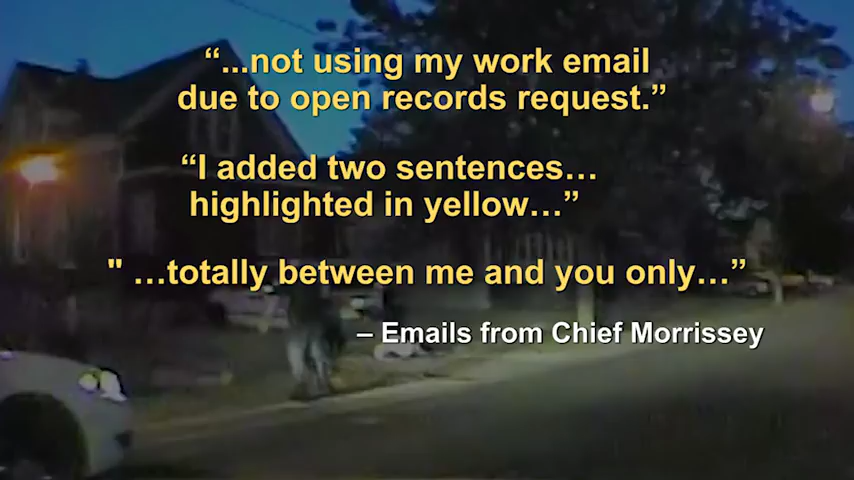 “...not using my work email
due to open records request.”
“I added two sentences…
highlighted in yellow…”
" …totally between me and you only…”
– Emails from Chief Morrissey